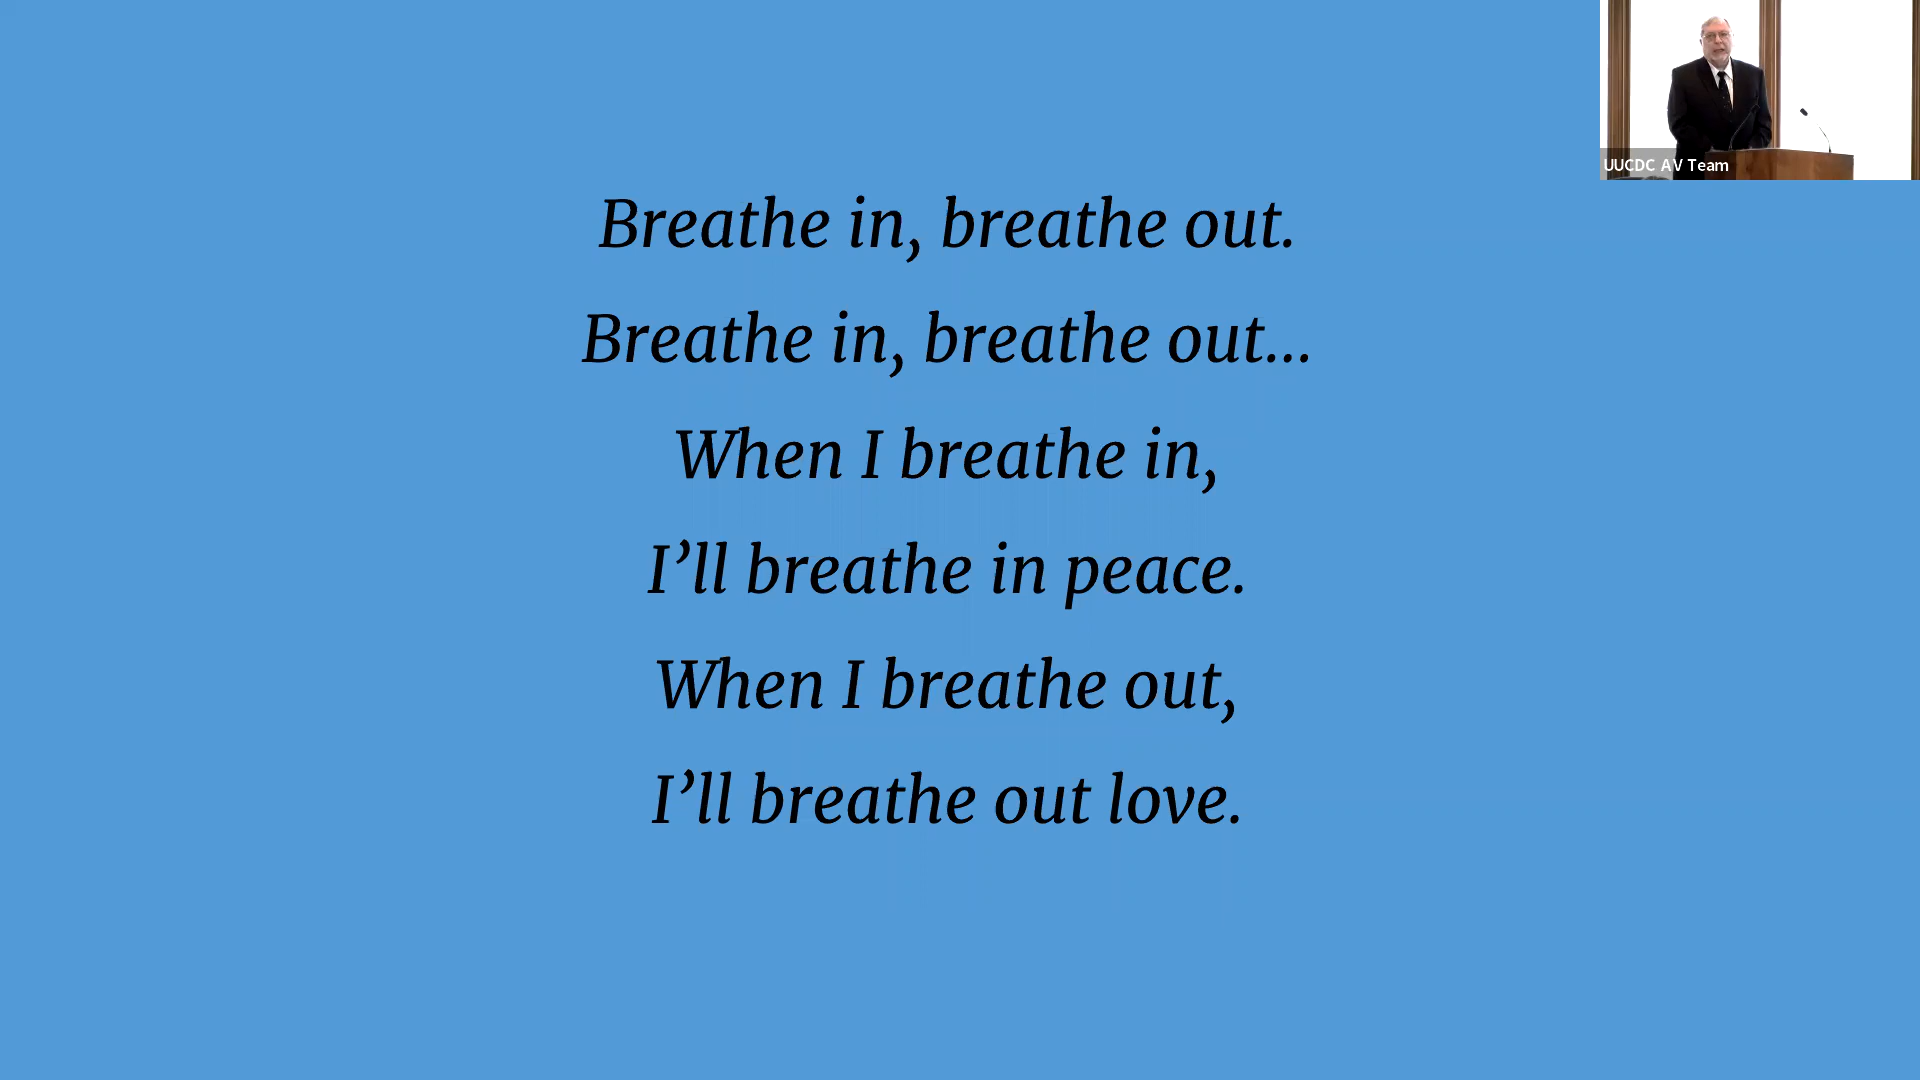 Breathe in, breathe out.
Breathe in, breathe out...
When I breathe in,
I’ll breathe in peace.
When I breathe out,
I’ll breathe out love.
UUCDC AV Team